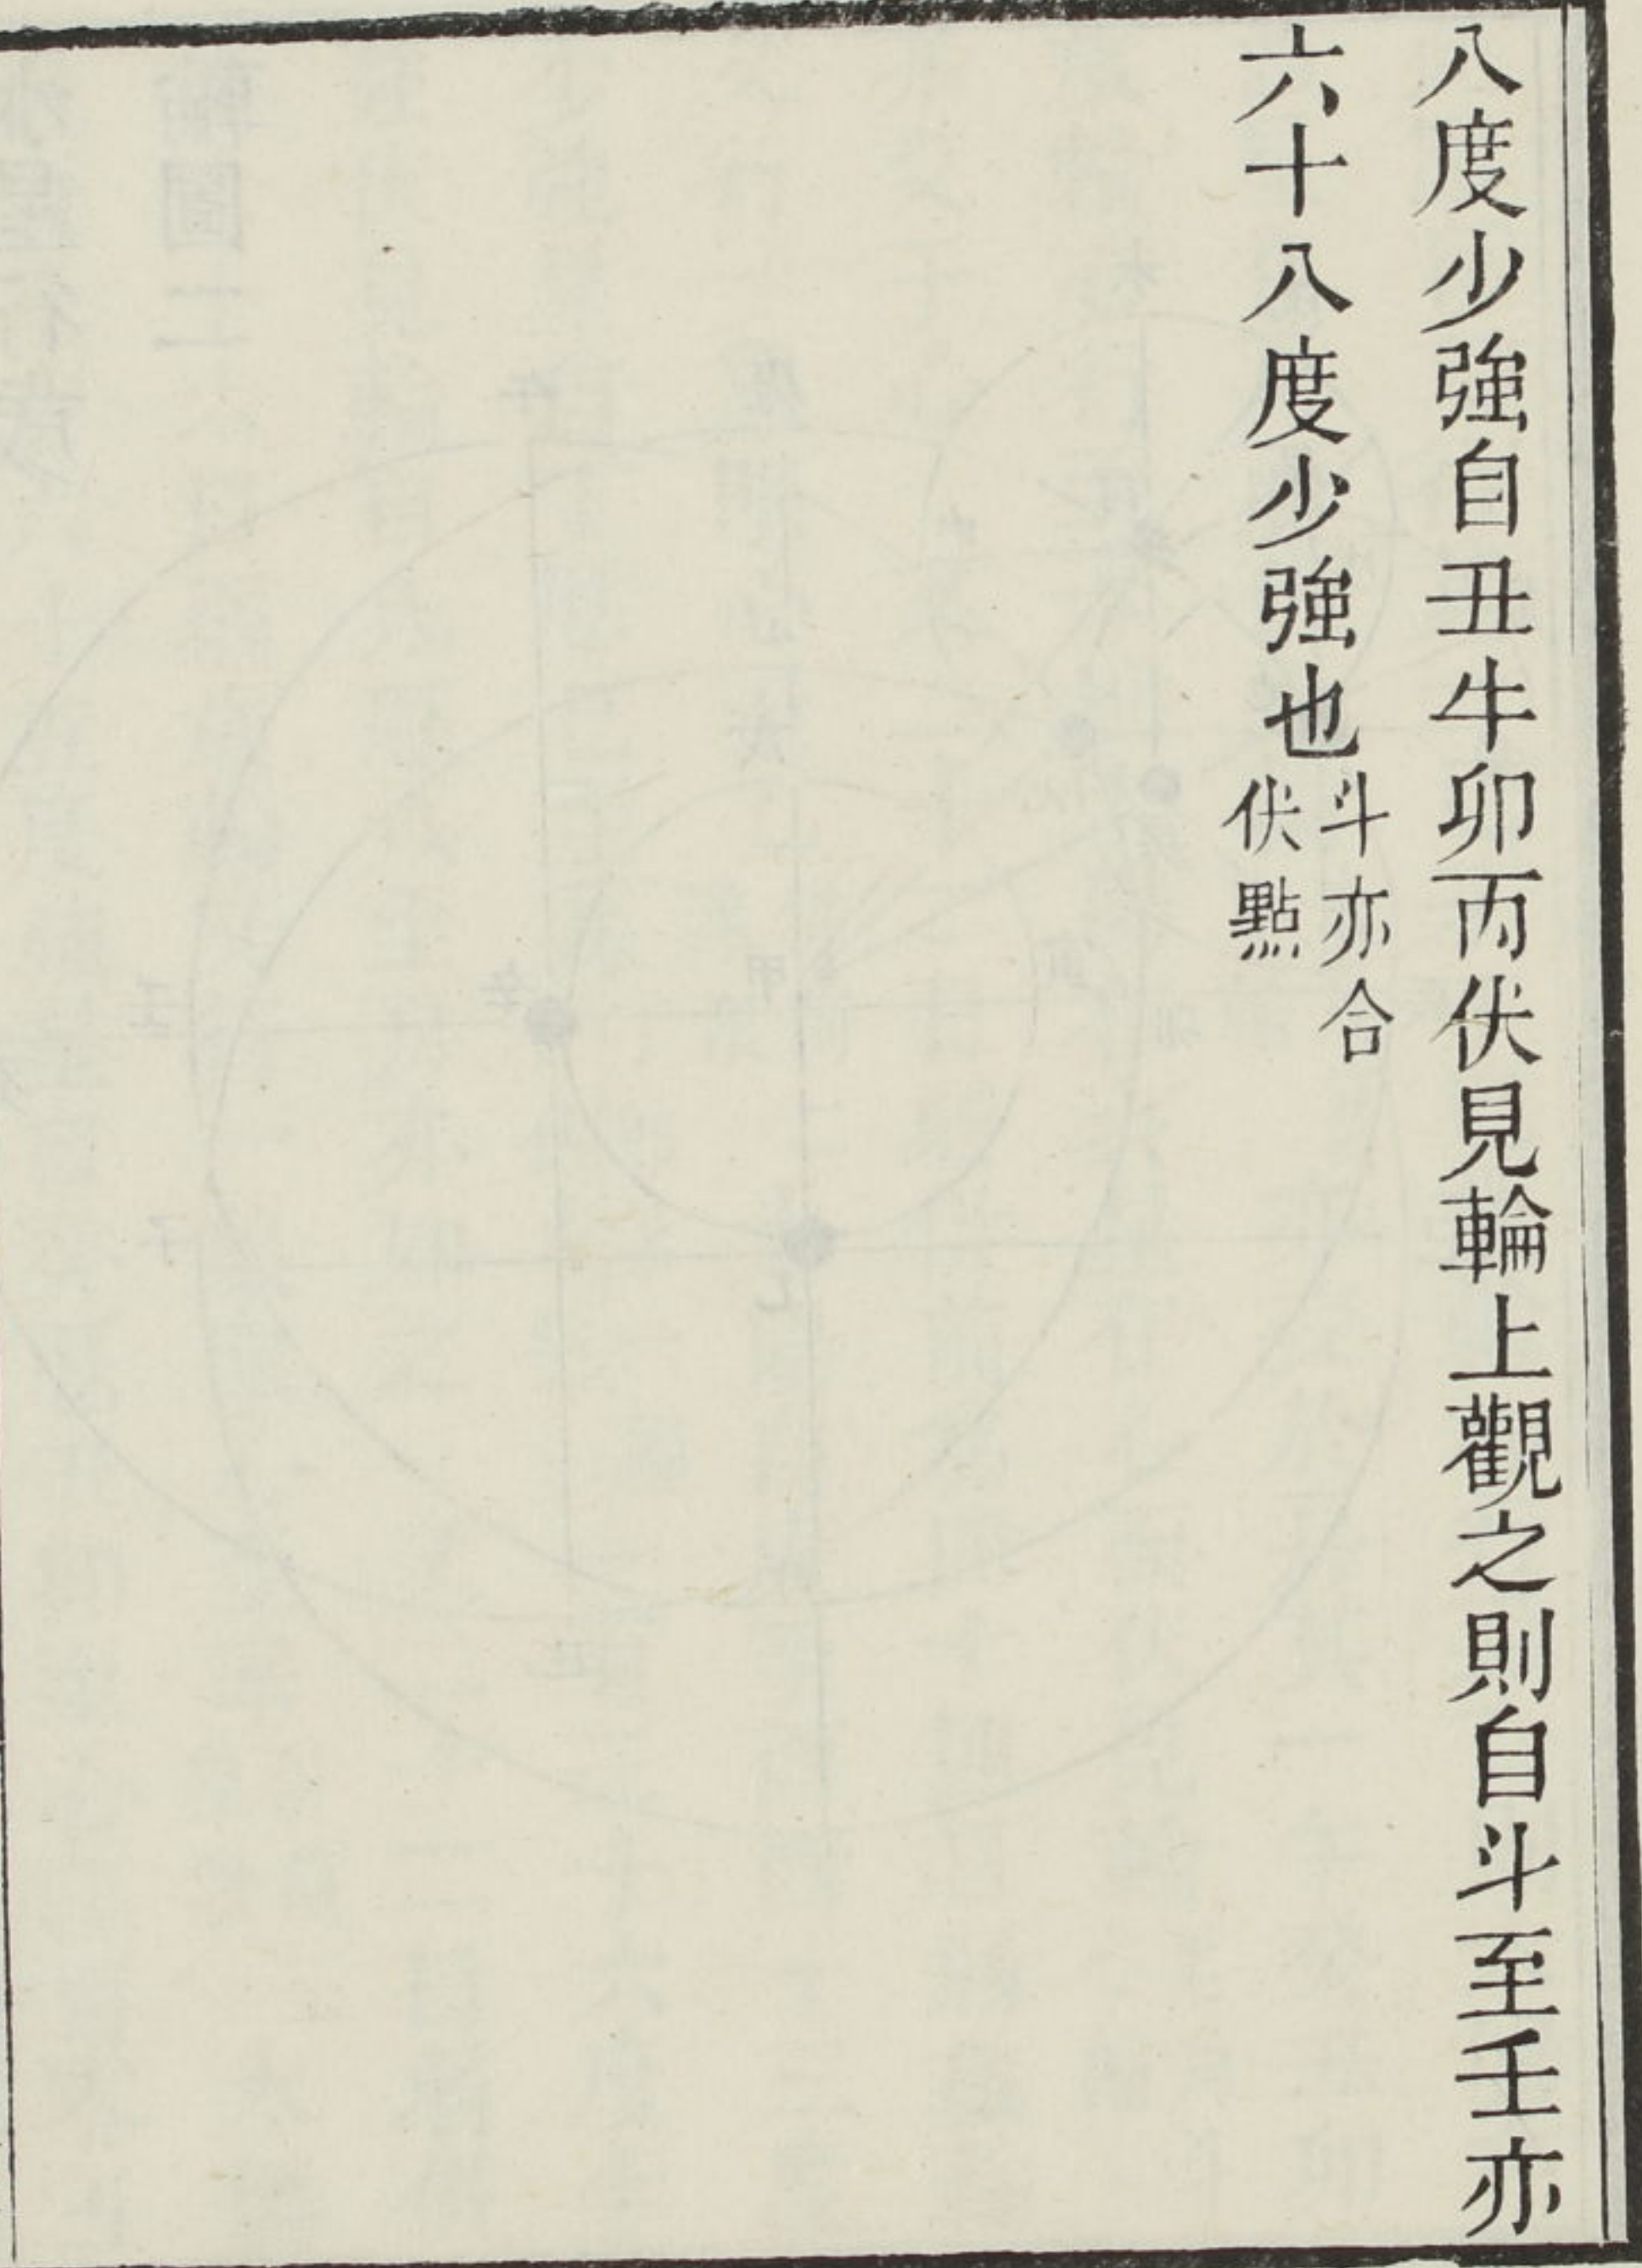 八度少強自丑牛卯丙伏見輪上觀之則自斗至壬亦
六十八度少強也
斗亦合
伏點